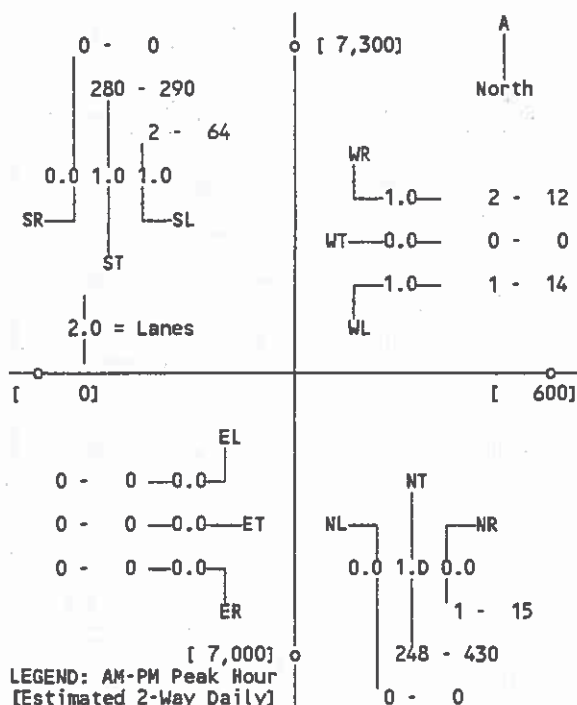 0 - 0
[ 7,300]
A
280 - 290
North
2 - 64
WR
0.0 1.0 1.0
1.0 2 - 12
SR SL
WT 0.0 0 - 0
ST
1.0 1 - 14
2.0 = Lanes
WL
[ 0]
[ 600]
EL
0 - 0 0.0
NT
0 - 0 0.0 ET
NL NR
0 - 0 0.0
0.0 1.0 0.0
ER
1 - 15
[ 7,000]
248 - 430
LEGEND: AM-PM Peak Hour
[Estimated 2-Way Daily]
0 - 0